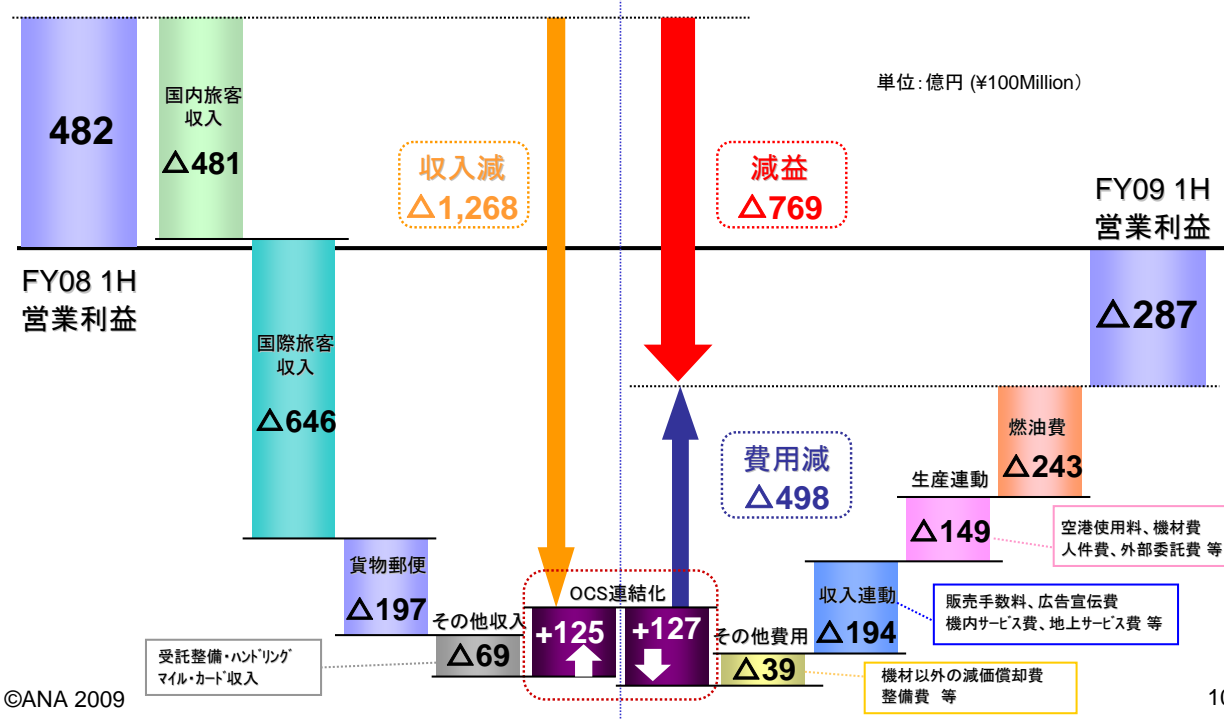 単位:億円 (¥100Million)
482
FY08 1H
営業利益
国内旅客
収入
△481
国際旅客
収入
△646
貨物郵便
△197
その他収入
△69
受託整備・ハンドリング
マイル・カード収入
収入減
△1,268
減益
△769
費用減
△498
OCS連結化
+125
+127
その他費用
△39
機材以外の減価償却費
整備費 等
収入連動
△194
販売手数料、広告宣伝費
機内サービス費、地上サービス費 等
生産連動
△149
空港使用料、機材費
人件費、外部委託費 等
燃油費
△243
FY09 1H
営業利益
△287
©ANA 2009